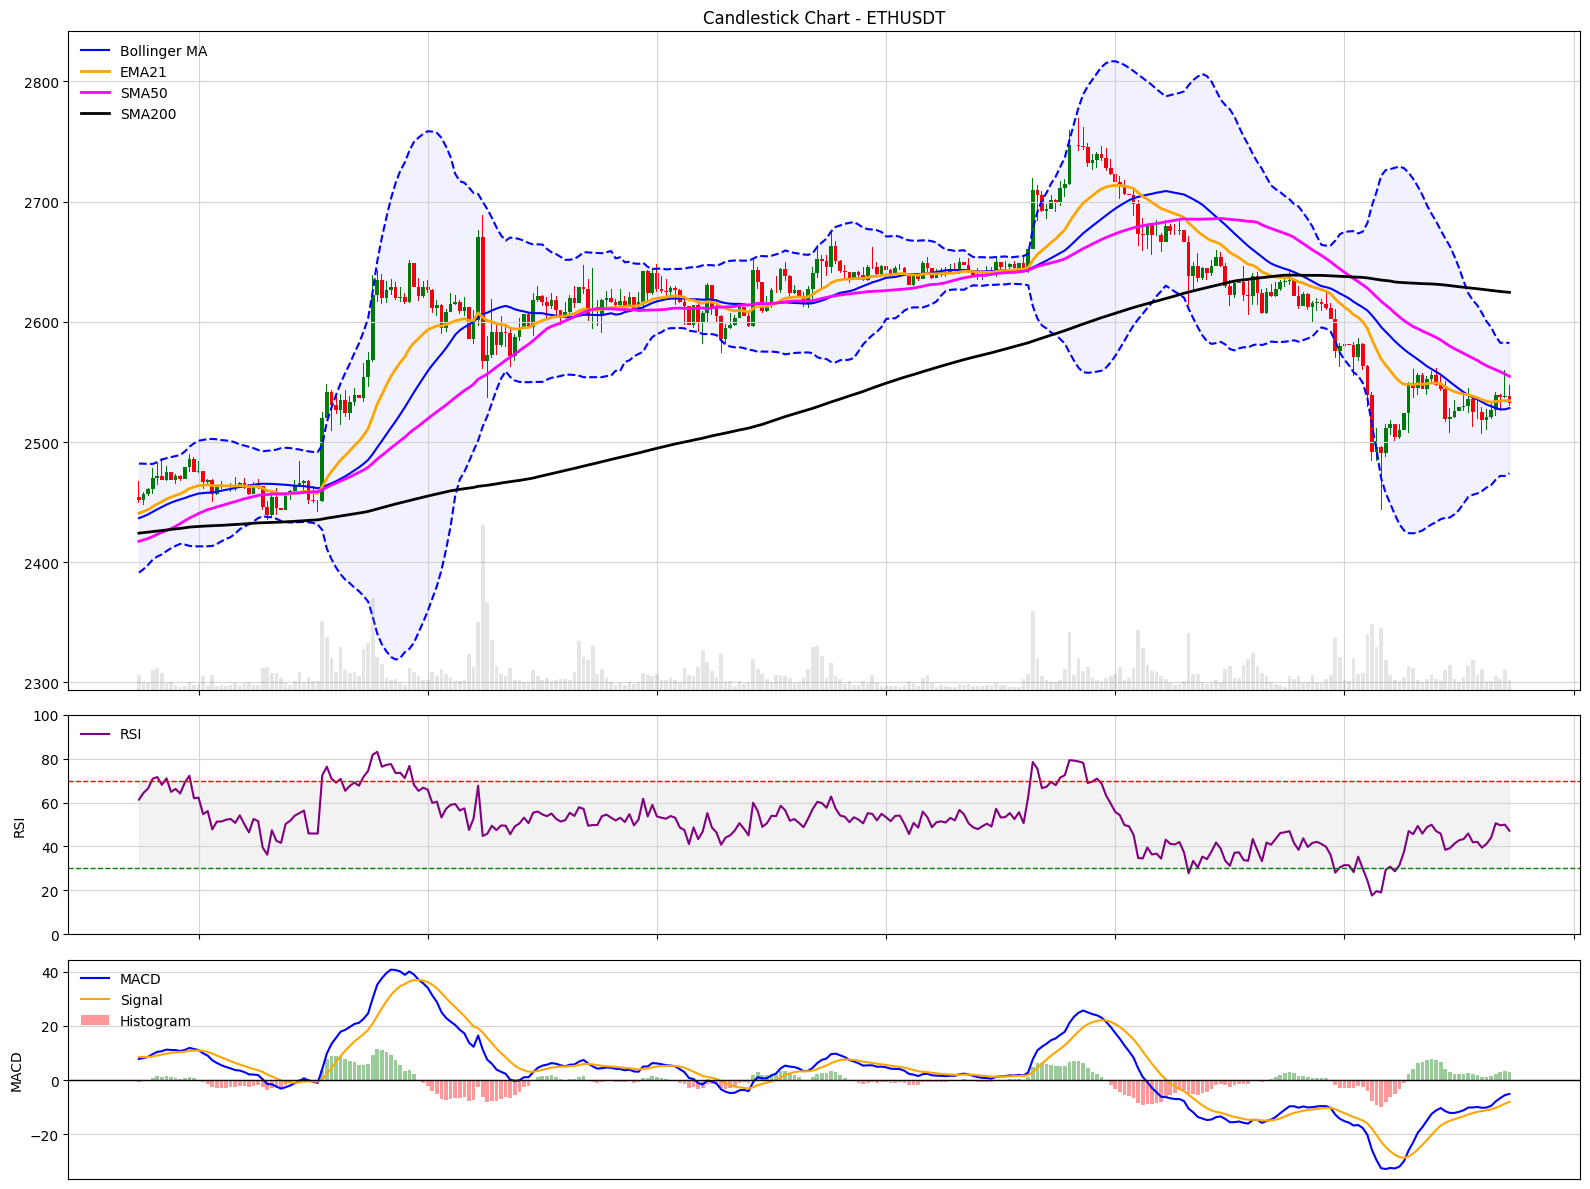 Candlestick Chart - ETHUSDT
Bollinger MA
EMA21
SMA50
SMA200
2800
2700
2600
2500
2400
2300
100
80
60
40
20
0
RSI
RSI
40
20
0
−20
MACD
MACD
Signal
Histogram